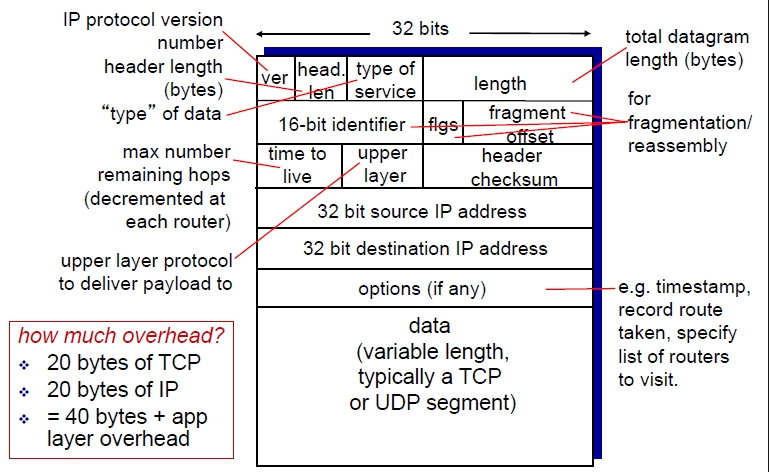 IP protocol version
number
header length
(bytes)
“type” of data
max number
remaining hops
(decremented at
each router)
upper layer protocol
to deliver payload to
how much overhead?
❖ 20 bytes of TCP
❖ 20 bytes of IP
❖ = 40 bytes + app
layer overhead
32 bits
ver
head.
len
type of
service
length
16-bit identifier
flgs
fragment
offset
time to
live
upper
layer
header
checksum
32 bit source IP address
32 bit destination IP address
options (if any)
data
(variable length,
typically a TCP
or UDP segment)
total datagram
length (bytes)
for
fragmentation/
reassembly
e.g. timestamp,
record route
taken, specify
list of routers
to visit.